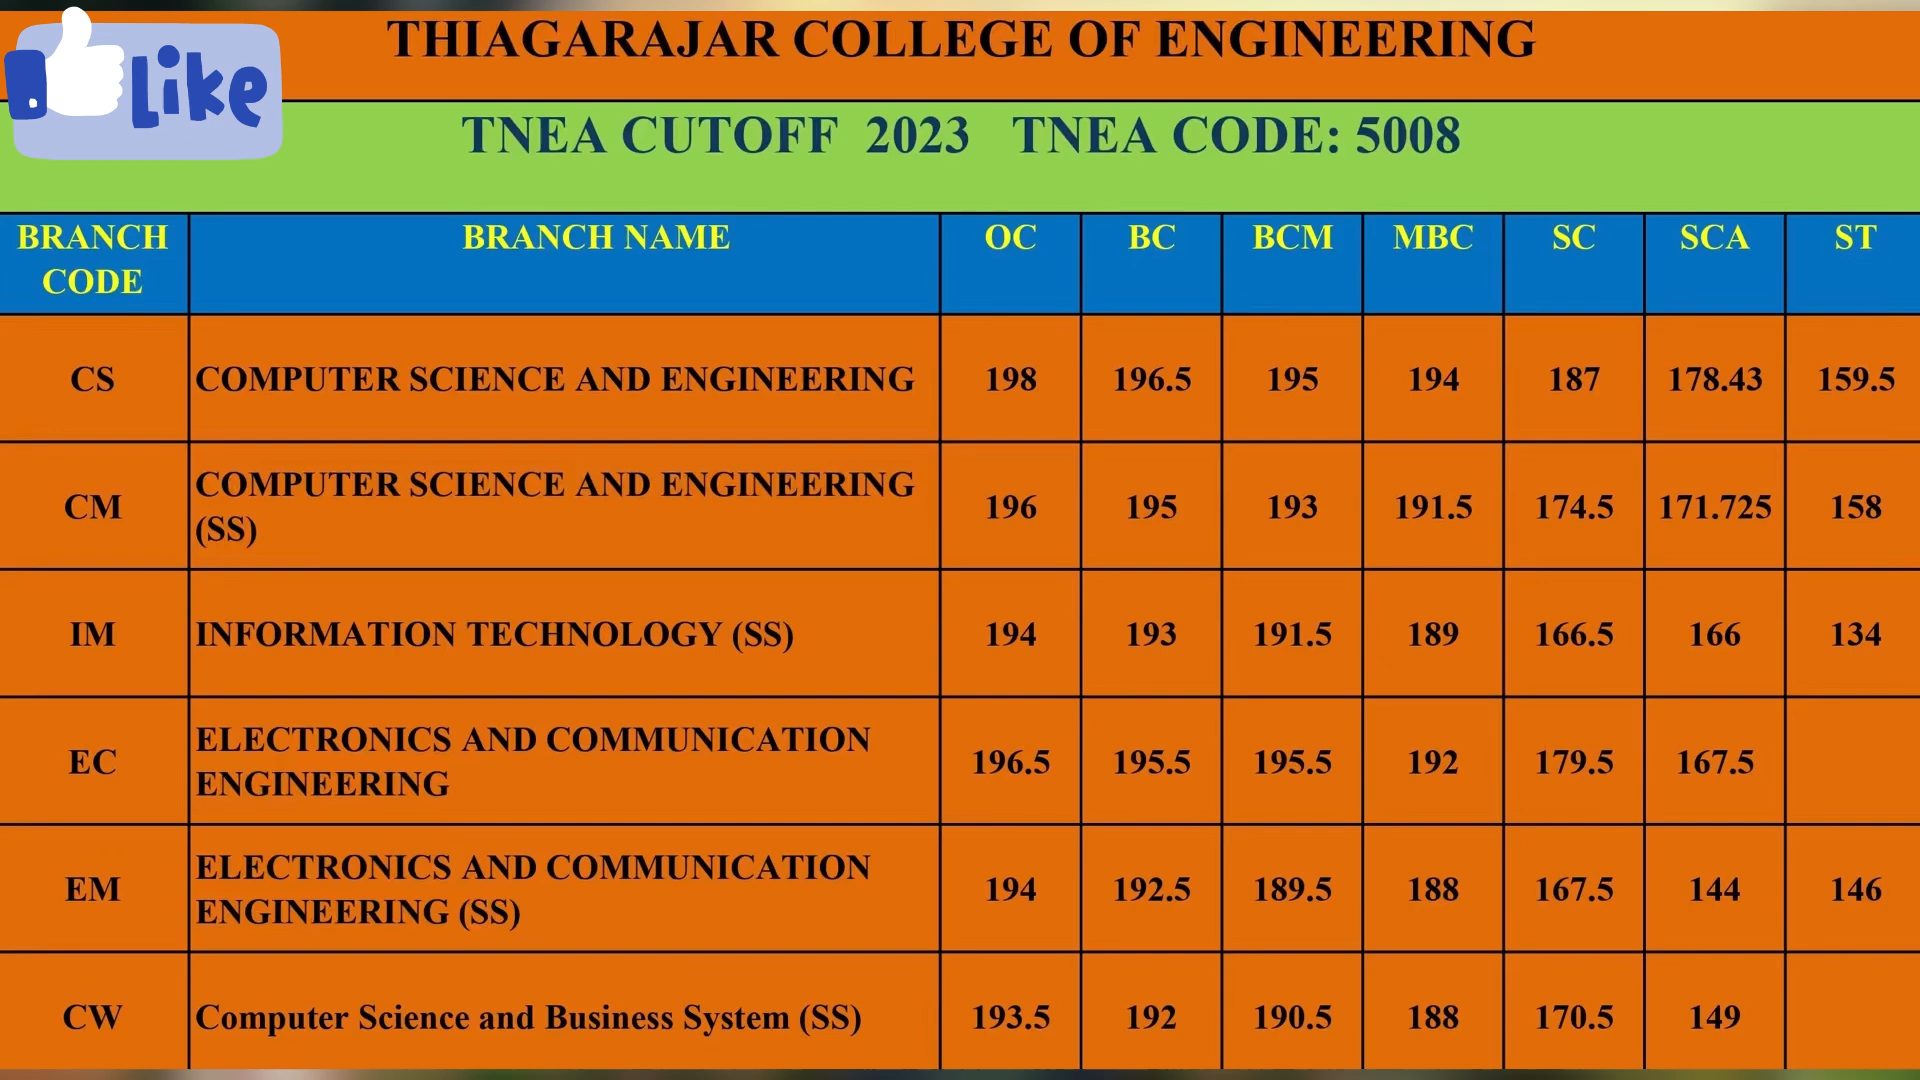 Like
THIAGARAJAR COLLEGE OF ENGINEERING
TNEA CUTOFF 2023 TNEA CODE: 5008
BRANCH CODE BRANCH NAME OC BC BCM MBC SC SCA ST
CS COMPUTER SCIENCE AND ENGINEERING 198 196.5 195 194 187 178.43 159.5
CM COMPUTER SCIENCE AND ENGINEERING (SS) 196 195 193 191.5 174.5 171.725 158
IM INFORMATION TECHNOLOGY (SS) 194 193 191.5 189 166.5 166 134
EC ELECTRONICS AND COMMUNICATION ENGINEERING 196.5 195.5 195.5 192 179.5 167.5
EM ELECTRONICS AND COMMUNICATION ENGINEERING (SS) 194 192.5 189.5 188 167.5 144 146
CW Computer Science and Business System (SS) 193.5 192 190.5 188 170.5 149